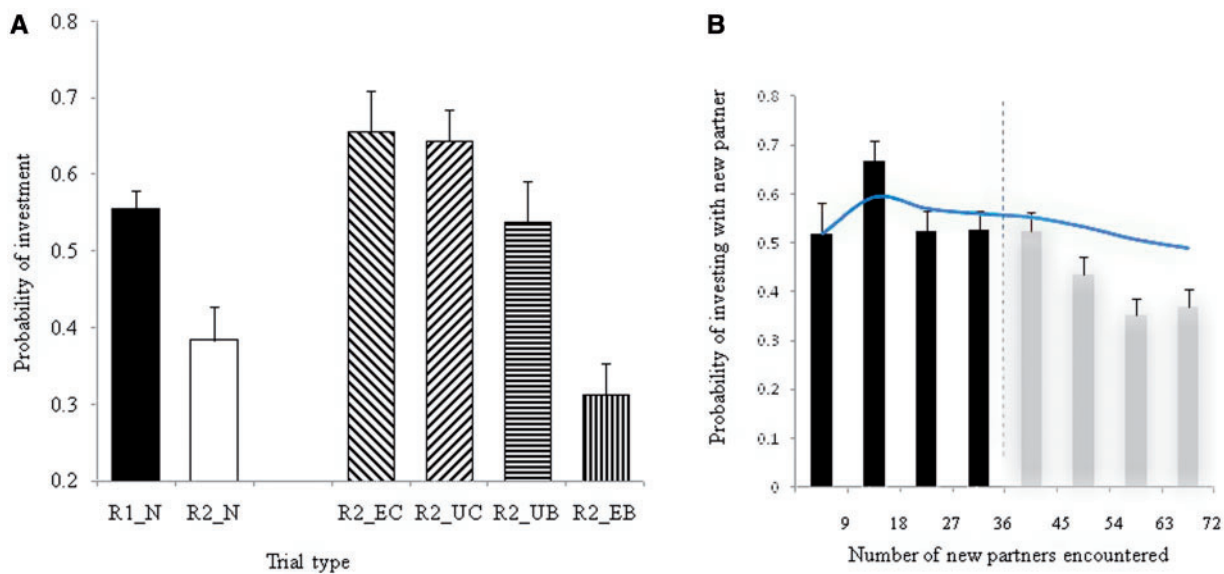 A
Probability of investment
0.8
0.7
0.6
0.5
0.4
0.3
0.2
R1_N R2_N R2_EC R2_UC R2_UB R2_EB
Trial type
B
Probability of investing with new partner
0.8
0.7
0.6
0.5
0.4
0.3
0.2
0.1
0
9 18 27 36 45 54 63 72
Number of new partners encountered